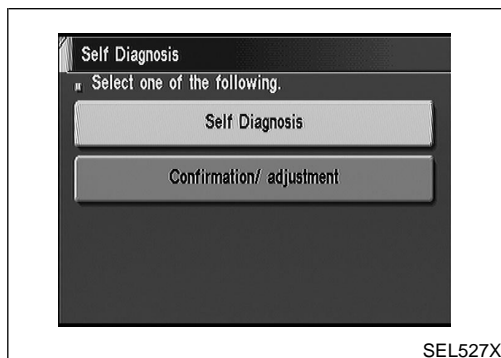 Self Diagnosis
Select one of the following.
Self Diagnosis
Confirmation/ adjustment
SEL527X